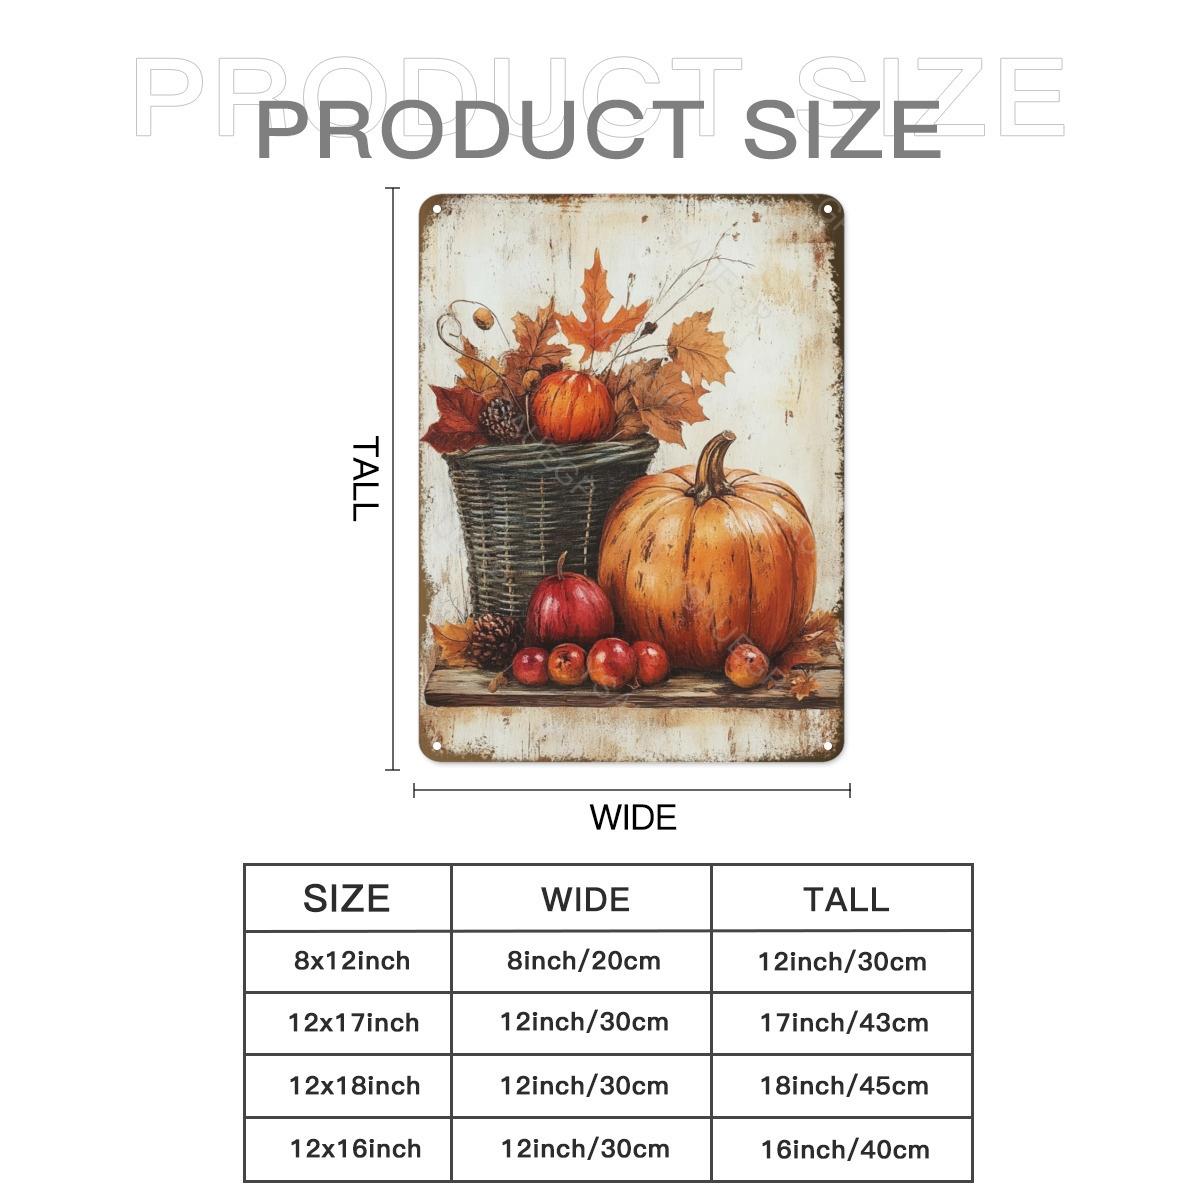 PRODUCT SIZE
PRODUCT SIZE
TALL
WIDE
SIZE WIDE TALL
8x12inch 8inch/20cm 12inch/30cm
12x17inch 12inch/30cm 17inch/43cm
12x18inch 12inch/30cm 18inch/45cm
12x16inch 12inch/30cm 16inch/40cm